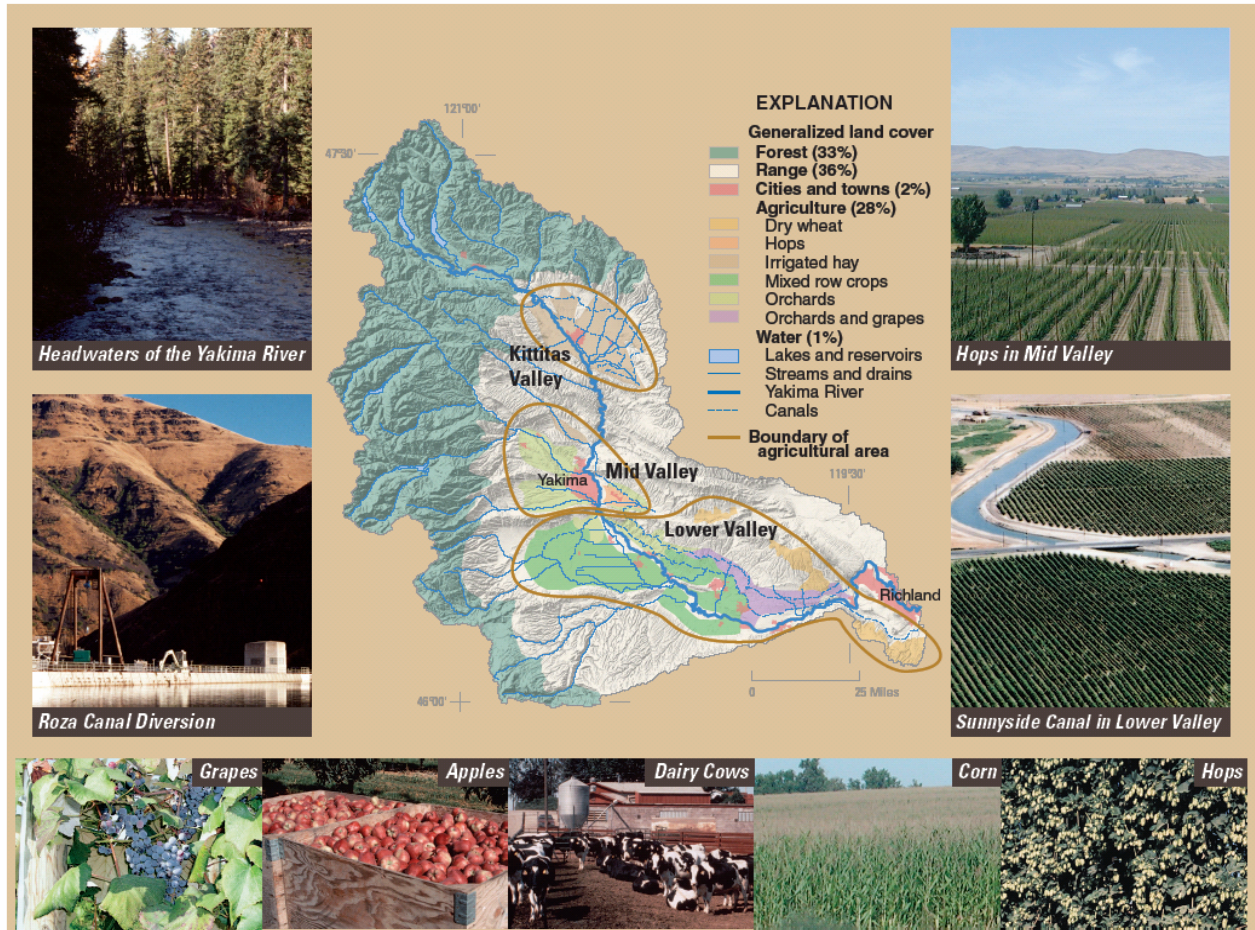 Headwaters of the Yakima River
Roza Canal Diversion
121°00'
47°30'
Kittitas
Valley
Yakima
Mid Valley
Lower Valley
119°30'
Richland
46°00'
0
25 Miles
EXPLANATION
Generalized land cover
Forest (33%)
Range (36%)
Cities and towns (2%)
Agriculture (28%)
Dry wheat
Hops
Irrigated hay
Mixed row crops
Orchards
Orchards and grapes
Water (1%)
Lakes and reservoirs
Streams and drains
Yakima River
Canals
Boundary of
agricultural area
Hops in Mid Valley
Sunnyside Canal in Lower Valley
Grapes
Apples
Dairy Cows
Corn
Hops